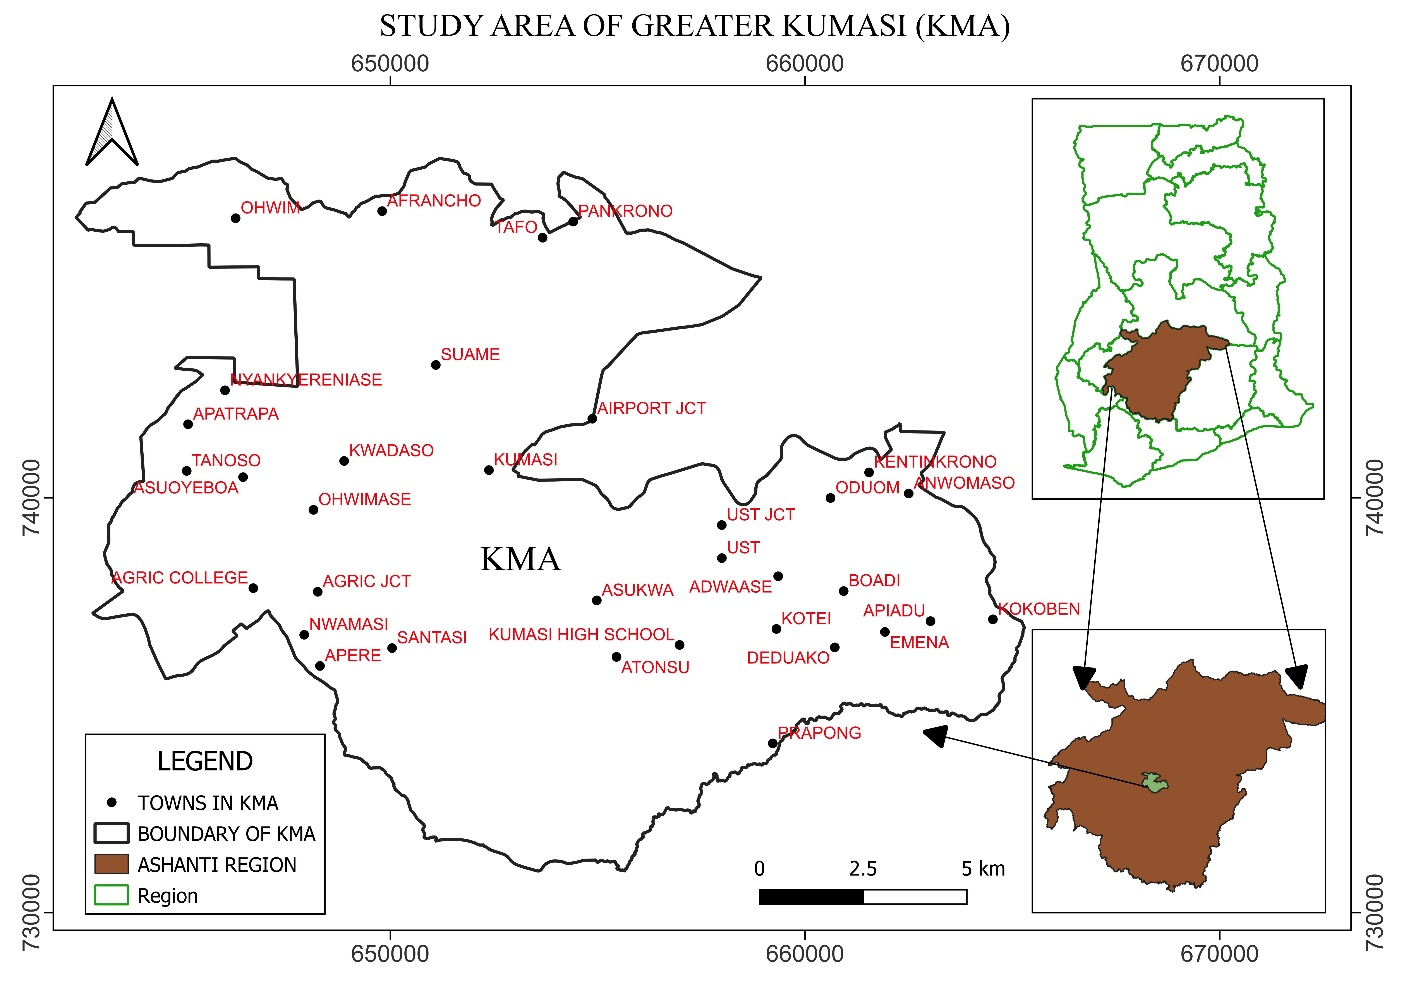 STUDY AREA OF GREATER KUMASI (KMA)
650000
660000
670000
OHWIM
AFRANCHO
TAFO
PANKRONO
SUAME
NYANKYERENIASE
APATRAPA
AIRPORT JCT
KWADASO
KUMASI
TANOSO
ASUOYEBOA
OHWIMASE
KENTINKRONO
ODUOM
ANWOMASO
740000
740000
UST JCT
UST
KMA
ADWAASE
AGRIC COLLEGE
AGRIC JCT
ASUKWA
BOADI
APIADU
KOKOBEN
NWAMASI
SANTASI
KUMASI HIGH SCHOOL
KOTEI
EMENA
APERE
ATONSU
DEDUAKO
PRAPONG
LEGEND
TOWNS IN KMA
BOUNDARY OF KMA
ASHANTI REGION
Region
0
2.5
5 km
730000
730000
650000
660000
670000